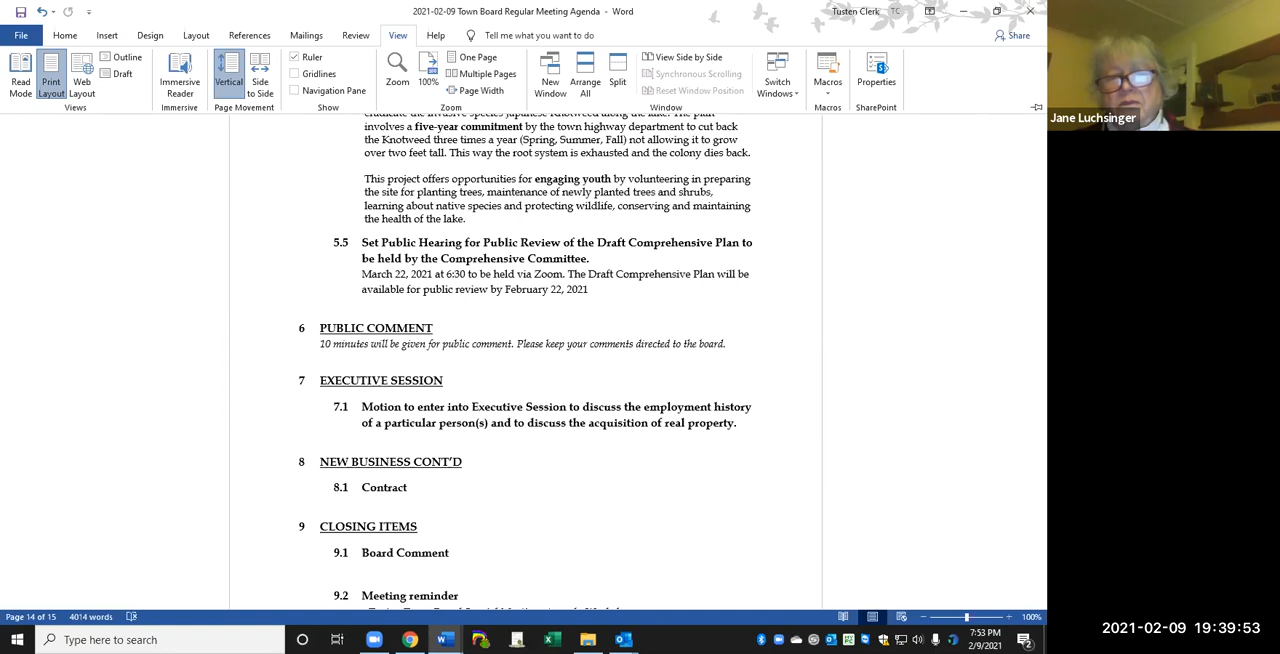 2021-02-09 Town Board Regular Meeting Agenda - Word
Tusten Clerk TC
File Home Insert Design Layout References Mailings Review View Help Tell me what you want to do Share
Read Mode
Print Layout
Web Layout
Outline
Draft
Views
Immersive Reader
Immersive
Vertical
Side to Side
Page Movement
Ruler
Gridlines
Navigation Pane
Show
Zoom
100%
One Page
Multiple Pages
Page Width
Zoom
New Window
Arrange All
Split
View Side by Side
Synchronous Scrolling
Reset Window Position
Window
Switch Windows
Macros
Macros
Properties
SharePoint
Jane Luchsinger
eradicate the invasive species Japanese Knotweed along the lake. The plan
involves a five-year commitment by the town highway department to cut back
the Knotweed three times a year (Spring, Summer, Fall) not allowing it to grow
over two feet tall. This way the root system is exhausted and the colony dies back.
This project offers opportunities for engaging youth by volunteering in preparing
the site for planting trees, maintenance of newly planted trees and shrubs,
learning about native species and protecting wildlife, conserving and maintaining
the health of the lake.
5.5 Set Public Hearing for Public Review of the Draft Comprehensive Plan to
be held by the Comprehensive Committee.
March 22, 2021 at 6:30 to be held via Zoom. The Draft Comprehensive Plan will be
available for public review by February 22, 2021
6 PUBLIC COMMENT
10 minutes will be given for public comment. Please keep your comments directed to the board.
7 EXECUTIVE SESSION
7.1 Motion to enter into Executive Session to discuss the employment history
of a particular person(s) and to discuss the acquisition of real property.
8 NEW BUSINESS CONT'D
8.1 Contract
9 CLOSING ITEMS
9.1 Board Comment
9.2 Meeting reminder
Page 14 of 15 4014 words
100%
Type here to search
7:53 PM
2/9/2021
2
2021-02-09 19:39:53